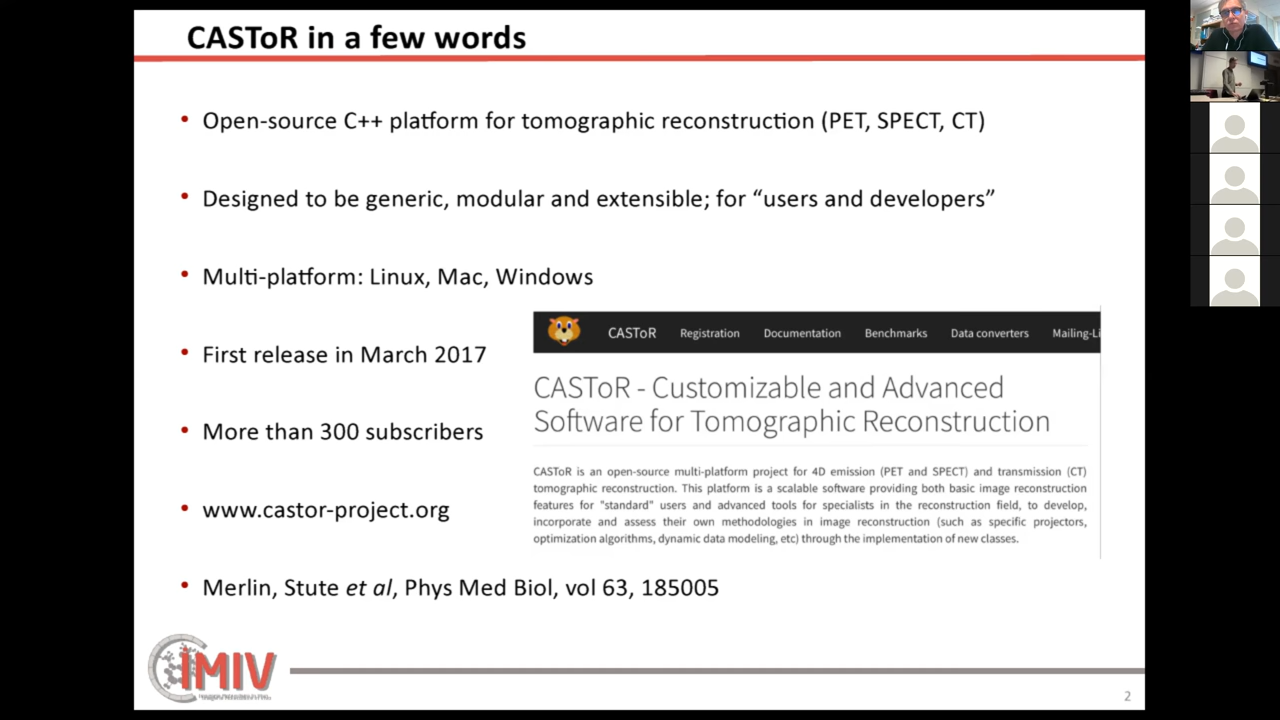 CASToR in a few words
• Open-source C++ platform for tomographic reconstruction (PET, SPECT, CT)
• Designed to be generic, modular and extensible; for “users and developers”
• Multi-platform: Linux, Mac, Windows
• First release in March 2017
• More than 300 subscribers
• www.castor-project.org
• Merlin, Stute et al, Phys Med Biol, vol 63, 185005
CASToR Registration Documentation Benchmarks Data converters Mailing-Li
CASToR - Customizable and Advanced
Software for Tomographic Reconstruction
CASToR is an open-source multi-platform project for 4D emission (PET and SPECT) and transmission (CT)
tomographic reconstruction. This platform is a scalable software providing both basic image reconstruction
features for "standard" users and advanced tools for specialists in the reconstruction field, to develop,
incorporate and assess their own methodologies in image reconstruction (such as specific projectors,
optimization algorithms, dynamic data modeling, etc) through the implementation of new classes.
IMIV
2